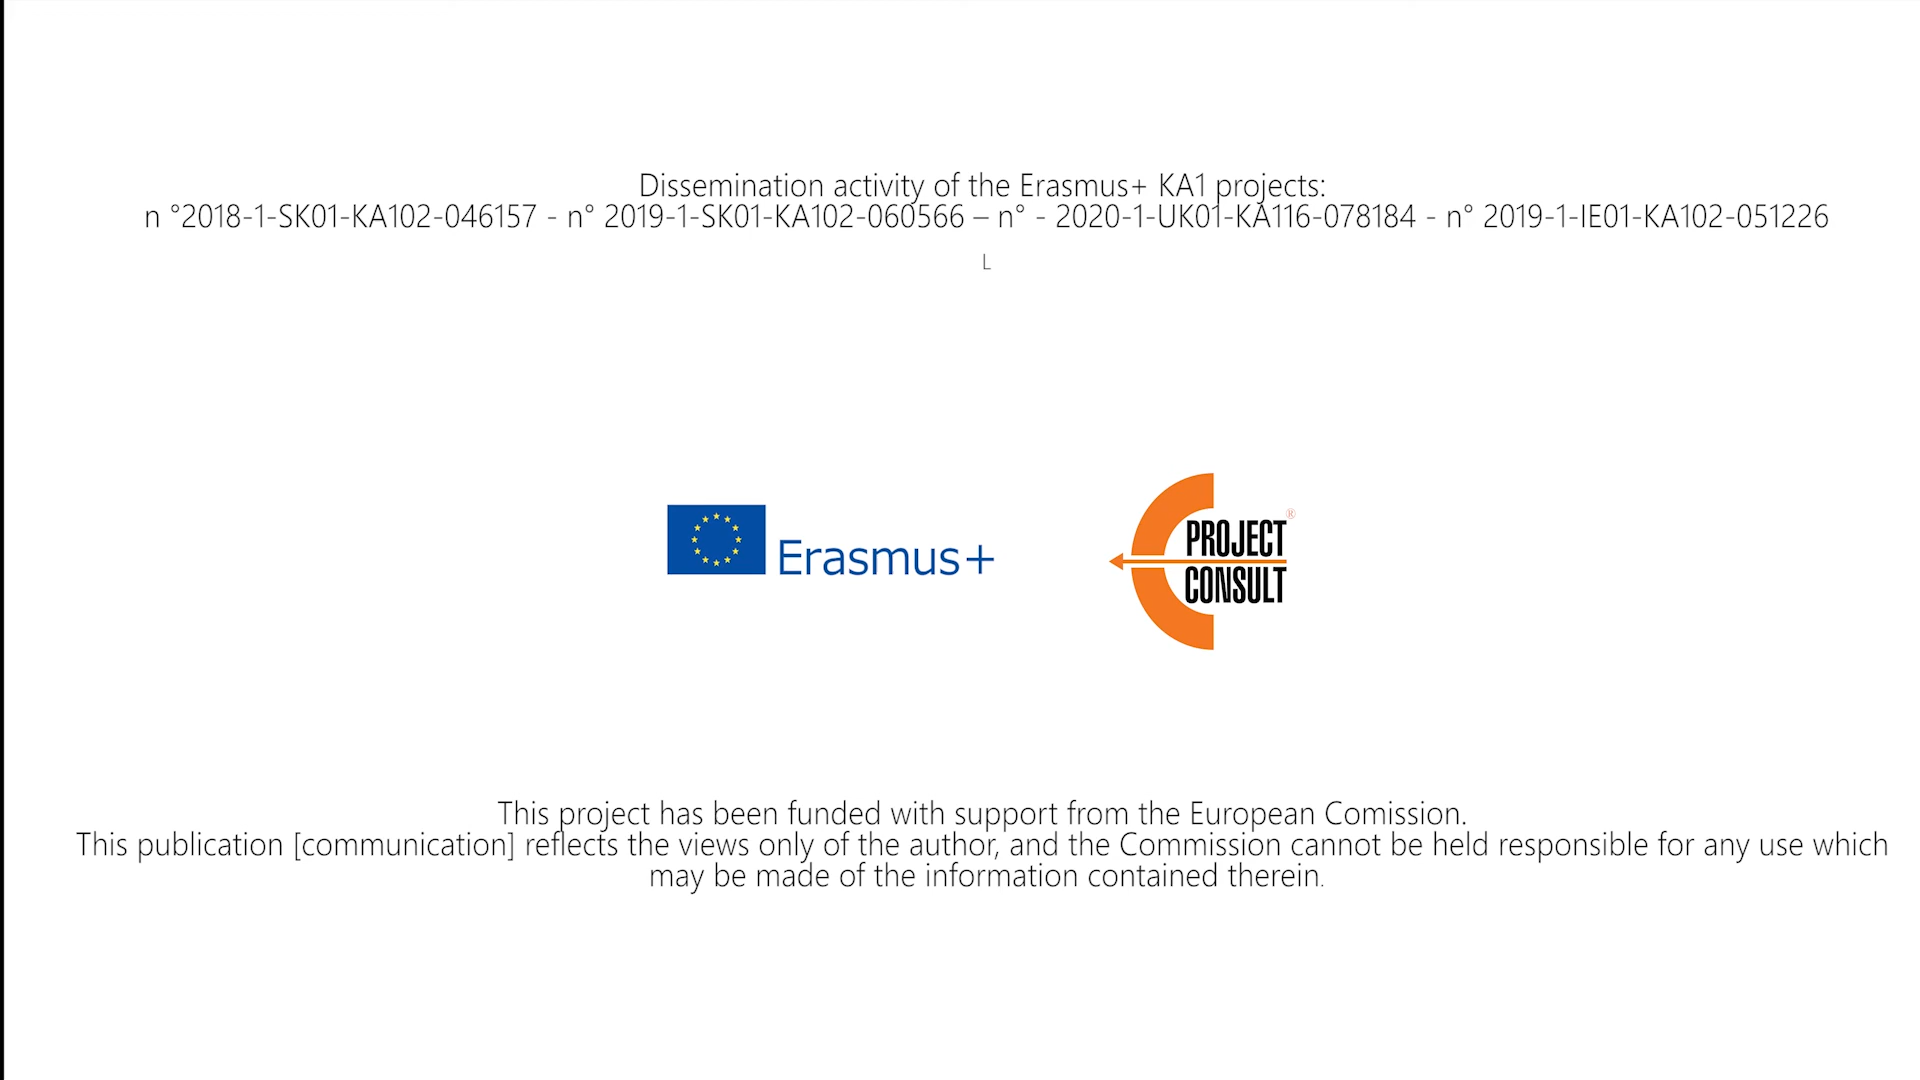 Dissemination activity of the Erasmus+ KA1 projects:
n °2018-1-SK01-KA102-046157 - n° 2019-1-SK01-KA102-060566 – n° - 2020-1-UK01-KA116-078184 - n° 2019-1-IE01-KA102-051226
L
Erasmus+
PROJECT ®
CONSULT
This project has been funded with support from the European Comission.
This publication [communication] reflects the views only of the author, and the Commission cannot be held responsible for any use which
may be made of the information contained therein.